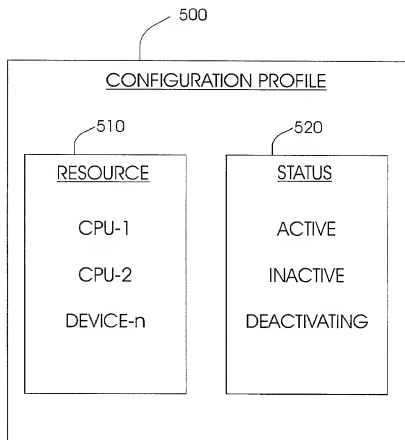 500
CONFIGURATION PROFILE
510
520
RESOURCE
STATUS
CPU-1
ACTIVE
CPU-2
INACTIVE
DEVICE-n
DEACTIVATING